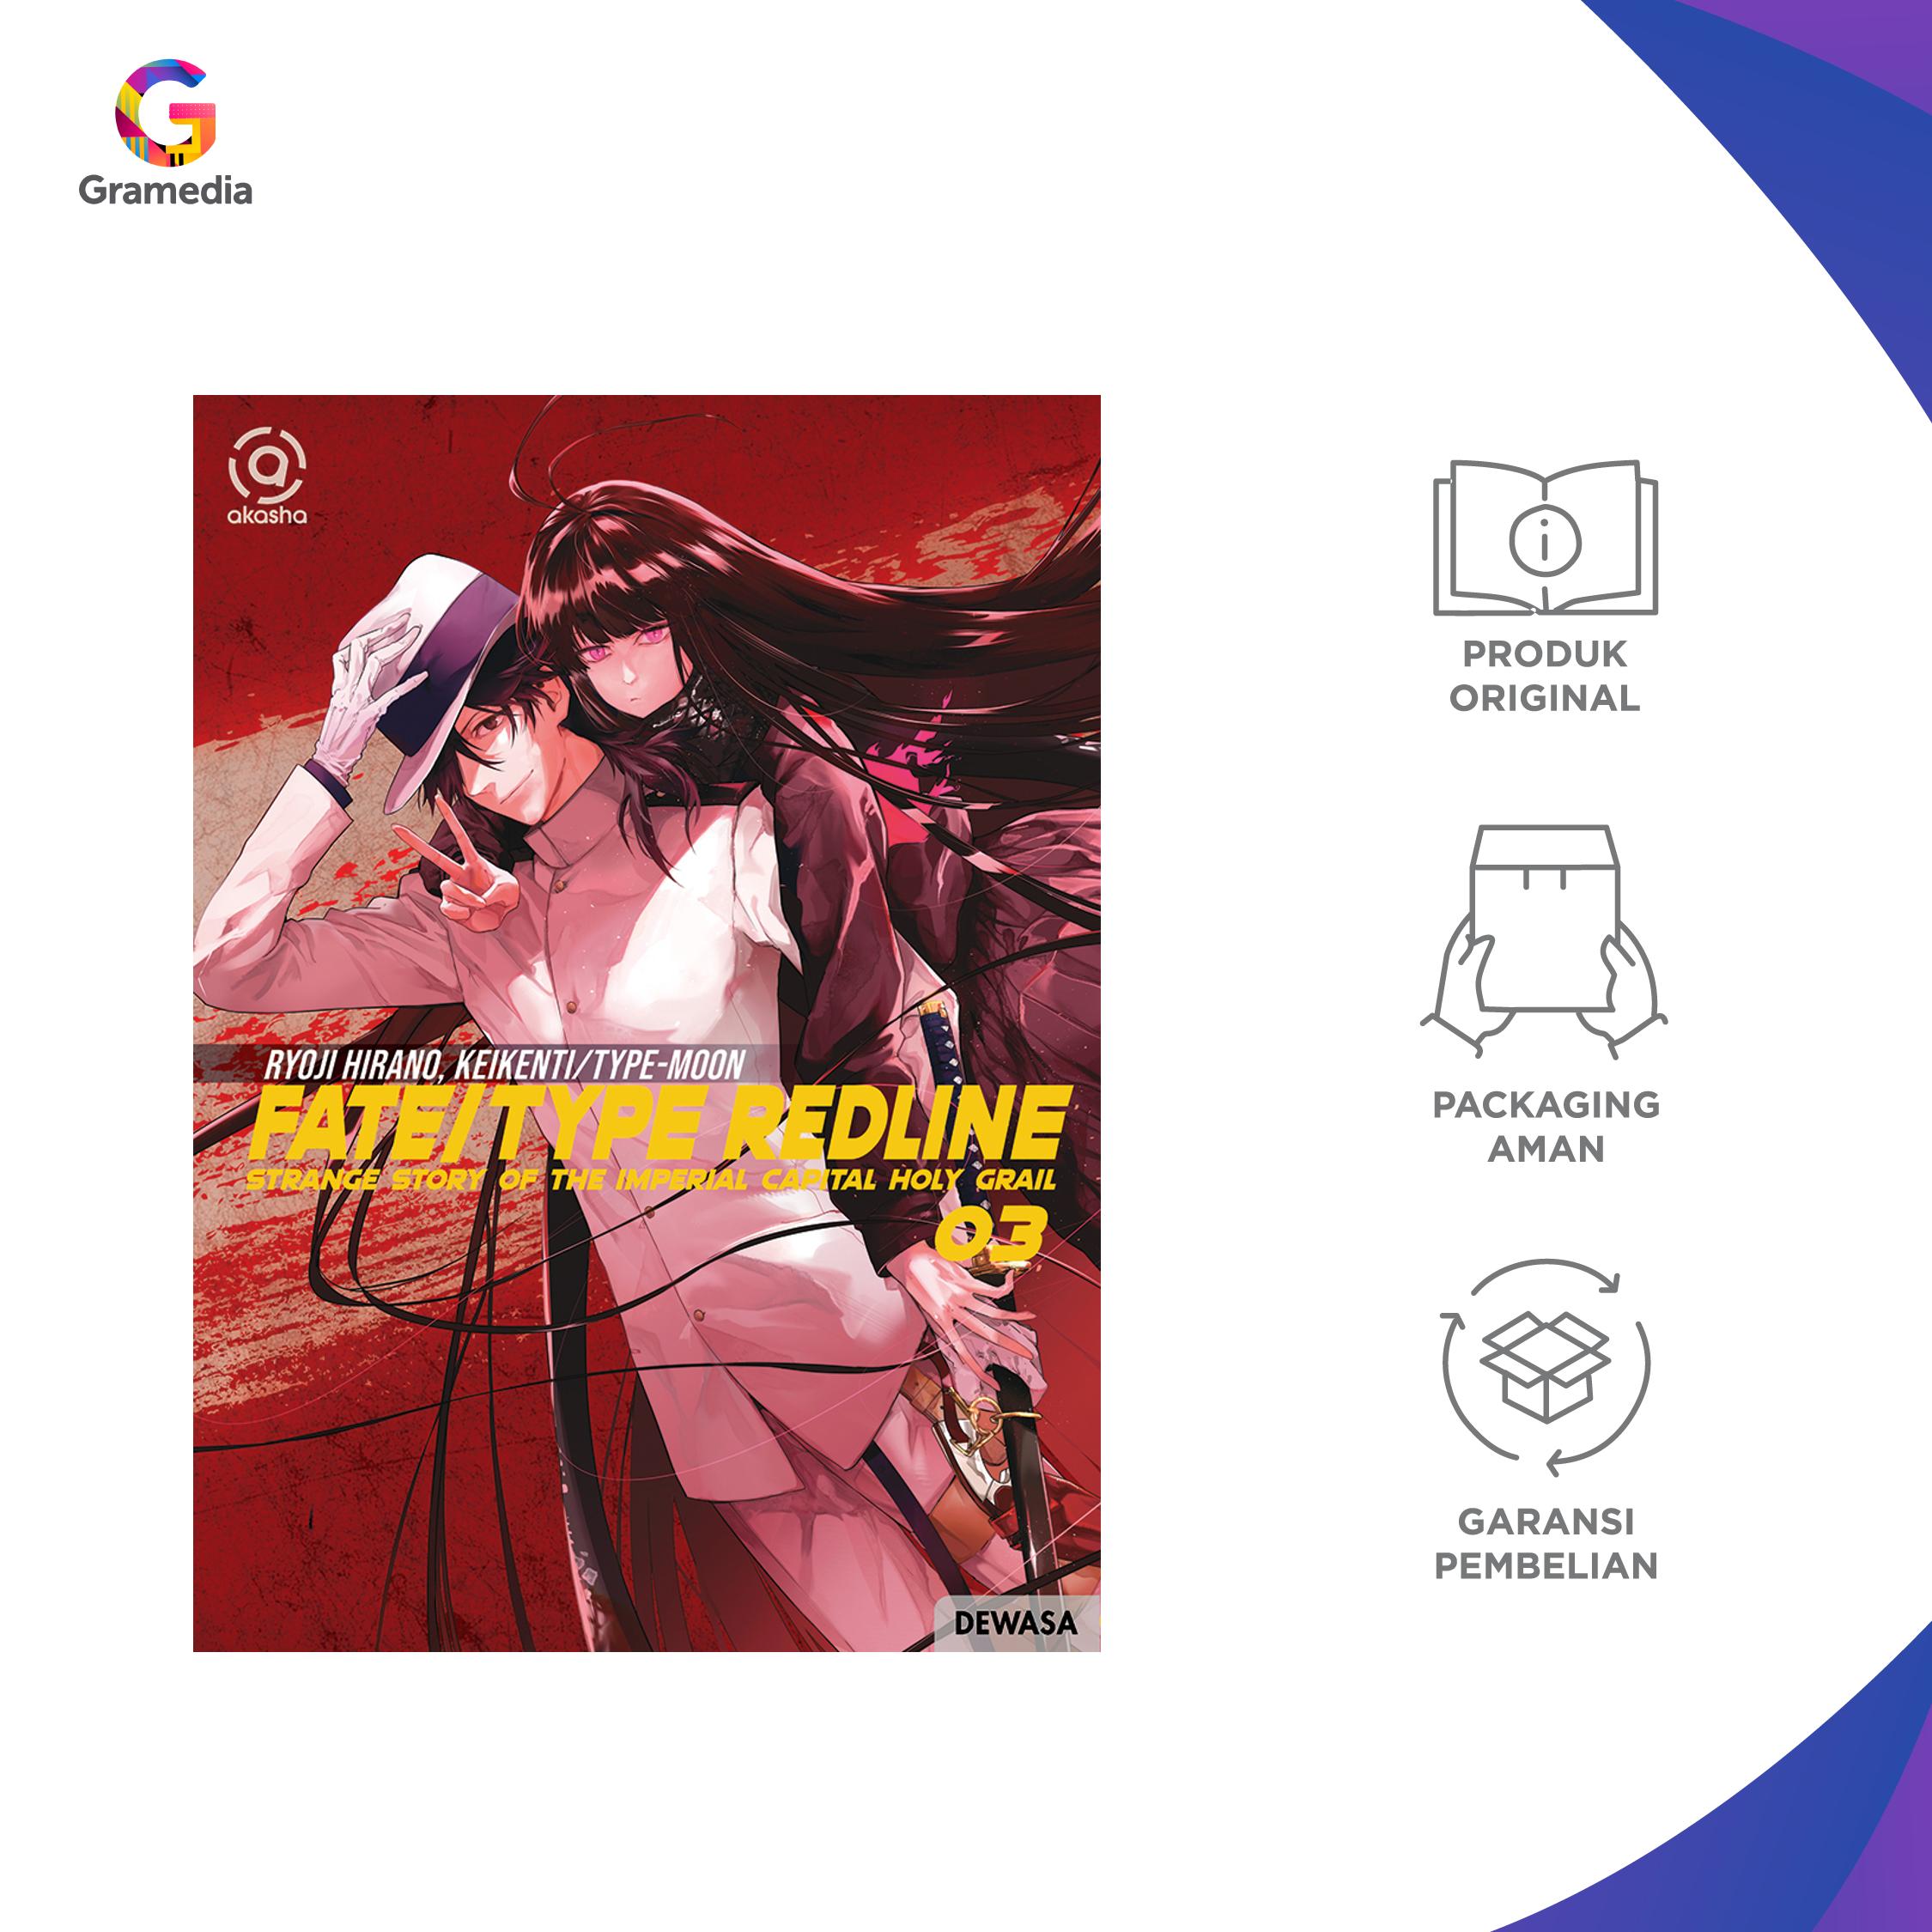 Gramedia
akasha
RYOJI HIRANO, KEIKENTI/TYPE-MOON
FATE/TYPE REDLINE
STRANGE STORY OF THE IMPERIAL CAPITAL HOLY GRAIL
03
DEWASA
PRODUK
ORIGINAL
PACKAGING
AMAN
GARANSI
PEMBELIAN